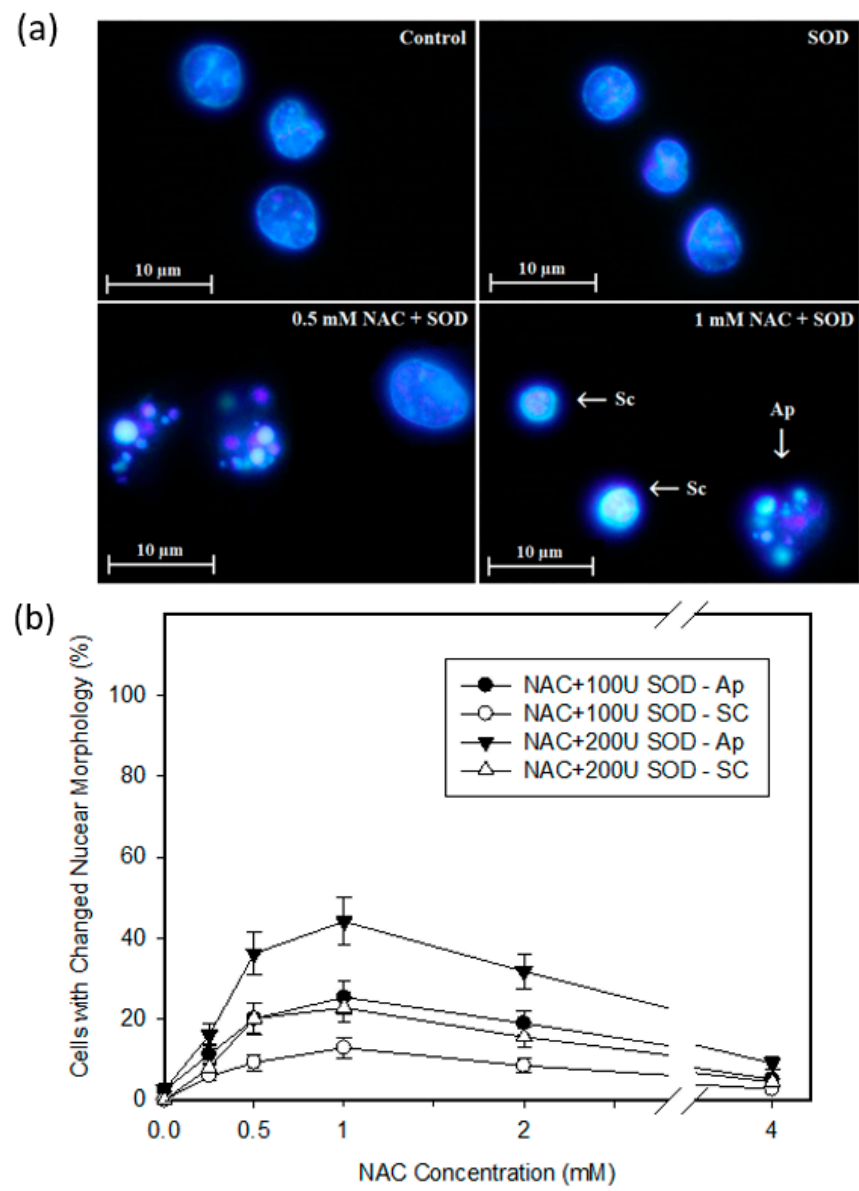 (a)
Control
SOD
10 µm
10 µm
0.5 mM NAC + SOD
1 mM NAC + SOD
← Sc
Ap
↓
← Sc
10 µm
10 µm
(b)
Cells with Changed Nucear Morphology (%)
100
80
60
40
20
0
NAC+100U SOD - Ap
NAC+100U SOD - SC
NAC+200U SOD - Ap
NAC+200U SOD - SC
0.0 0.5 1 2 4
NAC Concentration (mM)